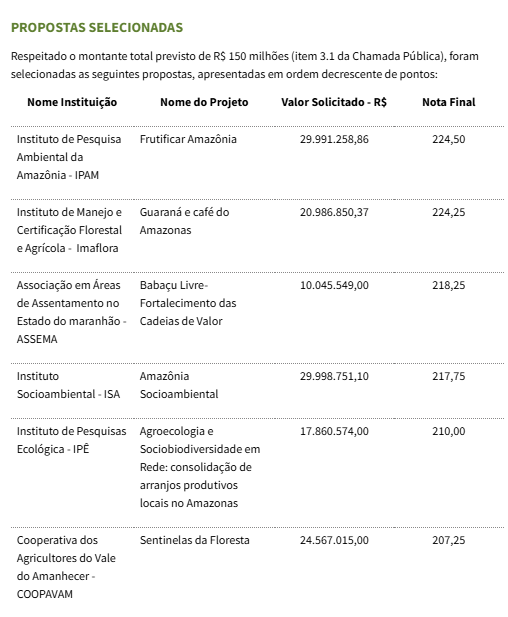 PROPOSTAS SELECIONADAS
Respeitado o montante total previsto de R$ 150 milhões (item 3.1 da Chamada Pública), foram
selecionadas as seguintes propostas, apresentadas em ordem decrescente de pontos:
Nome Instituição Nome do Projeto Valor Solicitado - R$ Nota Final
Instituto de Pesquisa Frutificar Amazônia 29.991.258,86 224,50
Ambiental da
Amazônia - IPAM
Instituto de Manejo e Guaraná e café do 20.986.850,37 224,25
Certificação Florestal Amazonas
e Agrícola - Imaflora
Associação em Áreas Babaçu Livre- 10.045.549,00 218,25
de Assentamento no Fortalecimento das
Estado do maranhão - Cadeias de Valor
ASSEMA
Instituto Amazônia 29.998.751,10 217,75
Socioambiental - ISA Socioambiental
Instituto de Pesquisas Agroecologia e 17.860.574,00 210,00
Ecológica - IPÊ Sociobiodiversidade em
Rede: consolidação de
arranjos produtivos
locais no Amazonas
Cooperativa dos Sentinelas da Floresta 24.567.015,00 207,25
Agricultores do Vale
do Amanhecer -
COOPAVAM